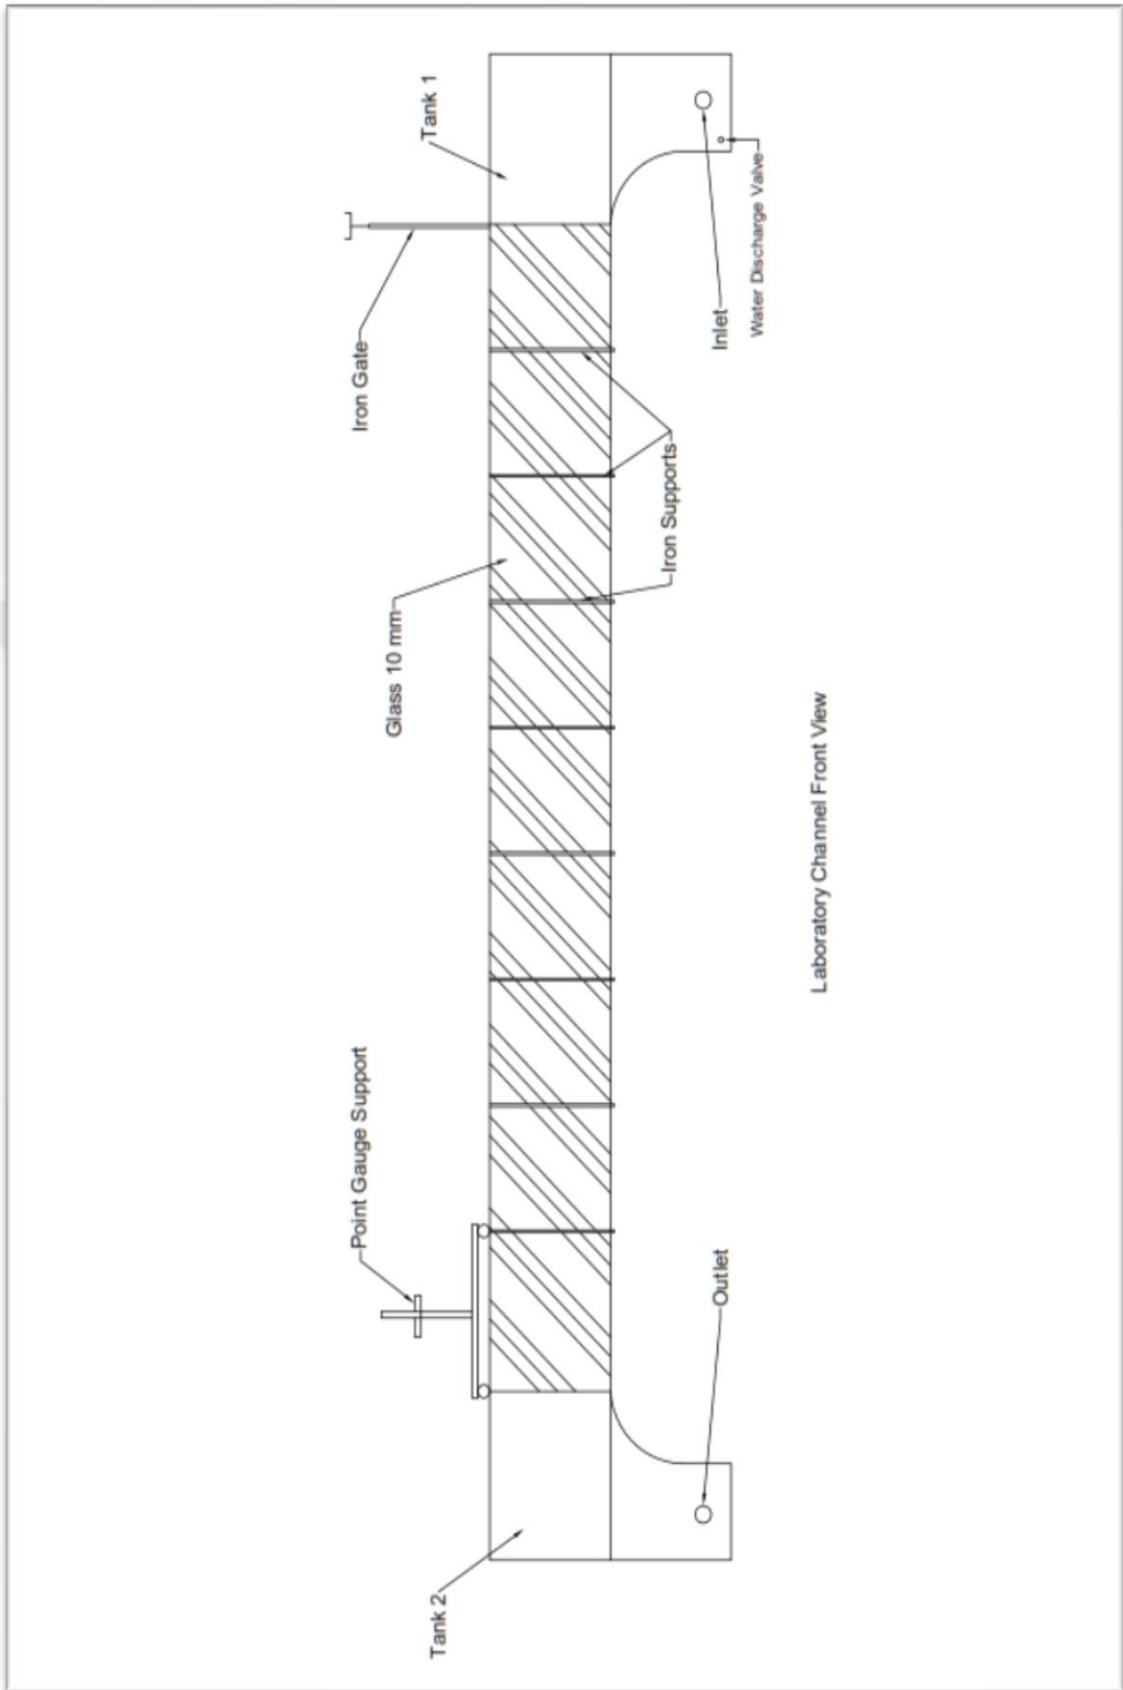 Tank 2
Point Gauge Support
Glass 10 mm
Iron Gate
Tank 1
Outlet
Iron Supports
Inlet
Water Discharge Valve
Laboratory Channel Front View